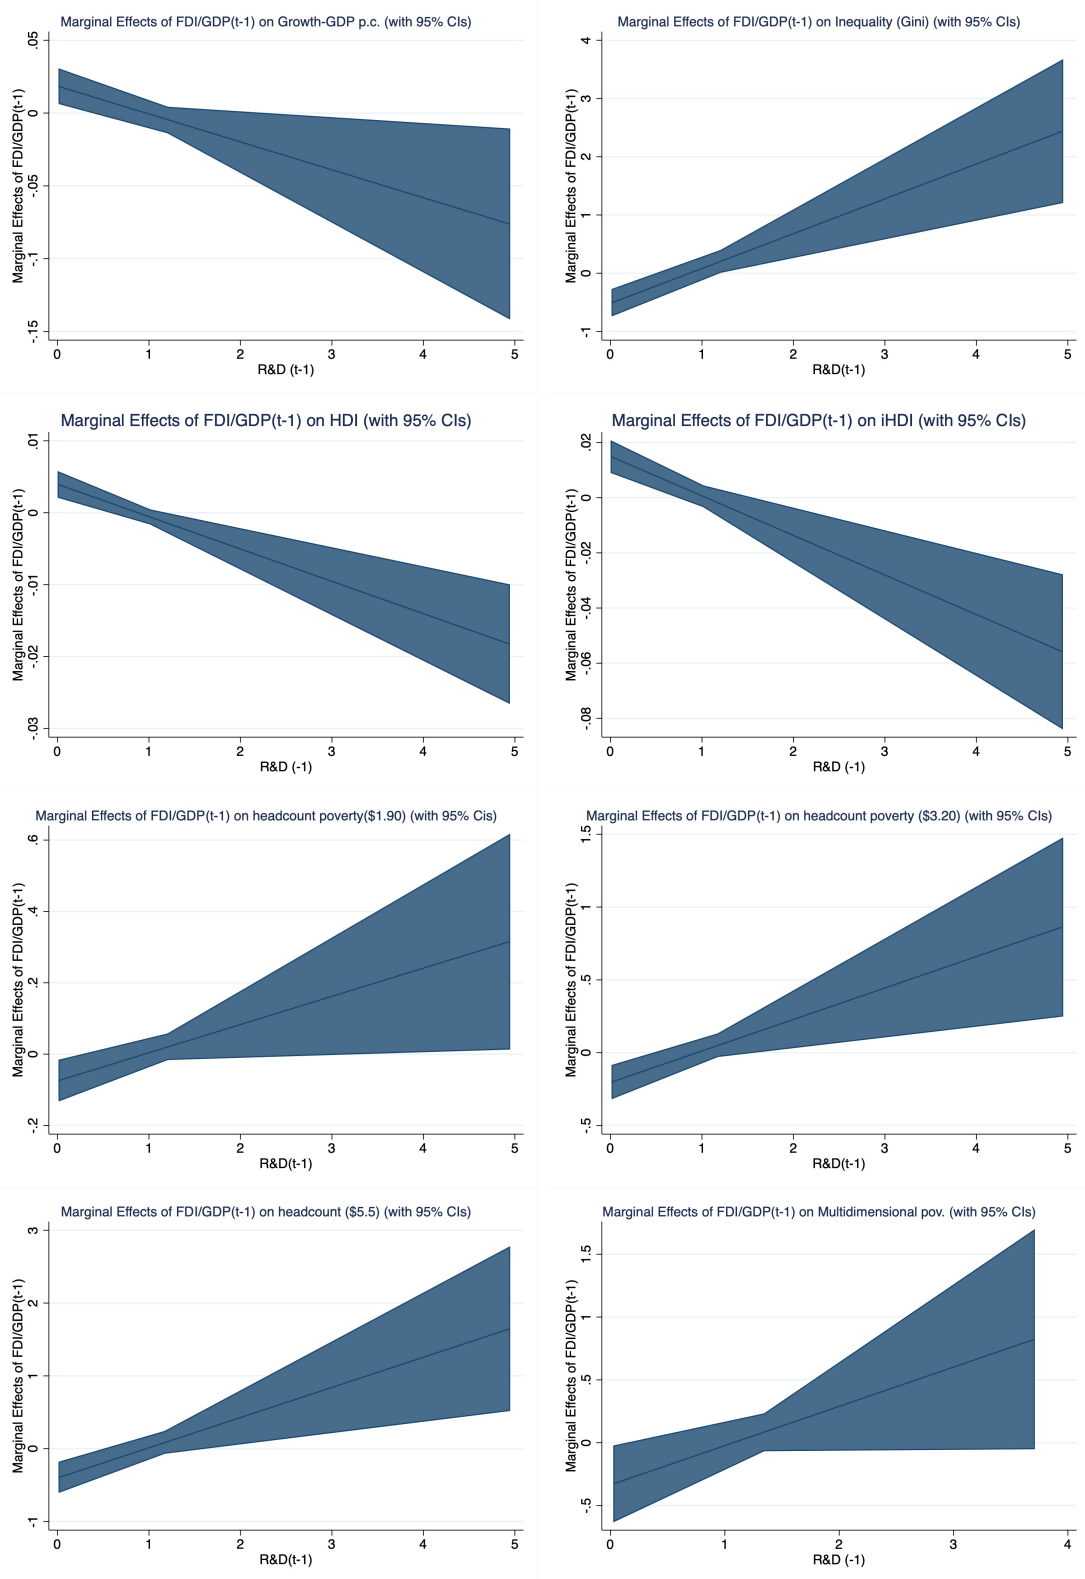 Marginal Effects of FDI/GDP(t-1) on Growth-GDP p.c. (with 95% CIs)
Marginal Effects of FDI/GDP(t-1)
.05
0
-.05
-.1
-.15
0 1 2 3 4 5
R&D (t-1)
Marginal Effects of FDI/GDP(t-1) on Inequality (Gini) (with 95% CIs)
Marginal Effects of FDI/GDP(t-1)
4
3
2
1
0
-1
0 1 2 3 4 5
R&D(t-1)
Marginal Effects of FDI/GDP(t-1) on HDI (with 95% CIs)
Marginal Effects of FDI/GDP(t-1)
.01
0
-.01
-.02
-.03
0 1 2 3 4 5
R&D (-1)
Marginal Effects of FDI/GDP(t-1) on iHDI (with 95% CIs)
Marginal Effects of FDI/GDP(t-1)
.02
0
-.02
-.04
-.06
-.08
0 1 2 3 4 5
R&D (-1)
Marginal Effects of FDI/GDP(t-1) on headcount poverty($1.90) (with 95% Cis)
Marginal Effects of FDI/GDP(t-1)
.6
.4
.2
0
-.2
0 1 2 3 4 5
R&D(t-1)
Marginal Effects of FDI/GDP(t-1) on headcount poverty ($3.20) (with 95% CIs)
Marginal Effects of FDI/GDP(t-1)
1.5
1
.5
0
-.5
0 1 2 3 4 5
R&D(t-1)
Marginal Effects of FDI/GDP(t-1) on headcount ($5.5) (with 95% CIs)
Marginal Effects of FDI/GDP(t-1)
3
2
1
0
-1
0 1 2 3 4 5
R&D(t-1)
Marginal Effects of FDI/GDP(t-1) on Multidimensional pov. (with 95% CIs)
Marginal Effects of FDI/GDP(t-1)
1.5
1
.5
0
-.5
0 1 2 3 4
R&D (-1)